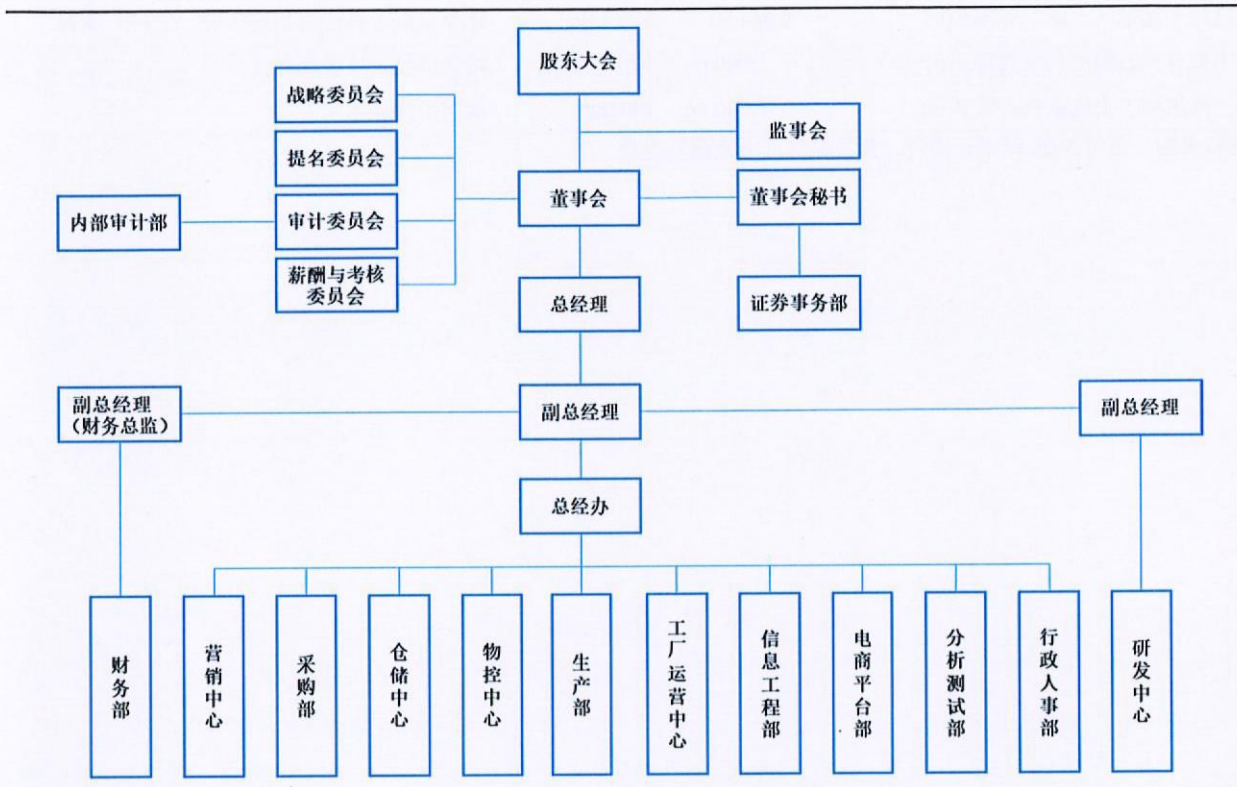 股东大会
战略委员会
监事会
提名委员会
内部审计部
审计委员会
董事会
董事会秘书
薪酬与考核
委员会
总经理
证券事务部
副总经理
（财务总监）
副总经理
副总经理
总经办
财务部
营销中心
采购部
仓储中心
物控中心
生产部
工厂运营中心
信息工程部
电商平台部
分析测试部
行政人事部
研发中心